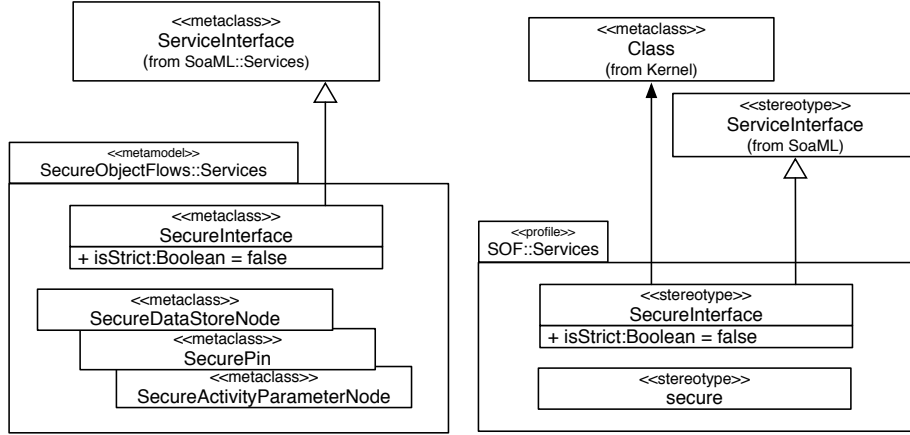 <<metaclass>>
ServiceInterface
(from SoaML::Services)
<<metamodel>>
SecureObjectFlows::Services
<<metaclass>>
SecureInterface
+ isStrict:Boolean = false
<<metaclass>>
SecureDataStoreNode
<<metaclass>>
SecurePin
<<metaclass>>
SecureActivityParameterNode
<<metaclass>>
Class
(from Kernel)
<<stereotype>>
ServiceInterface
(from SoaML)
<<profile>>
SOF::Services
<<stereotype>>
SecureInterface
+ isStrict:Boolean = false
<<stereotype>>
secure